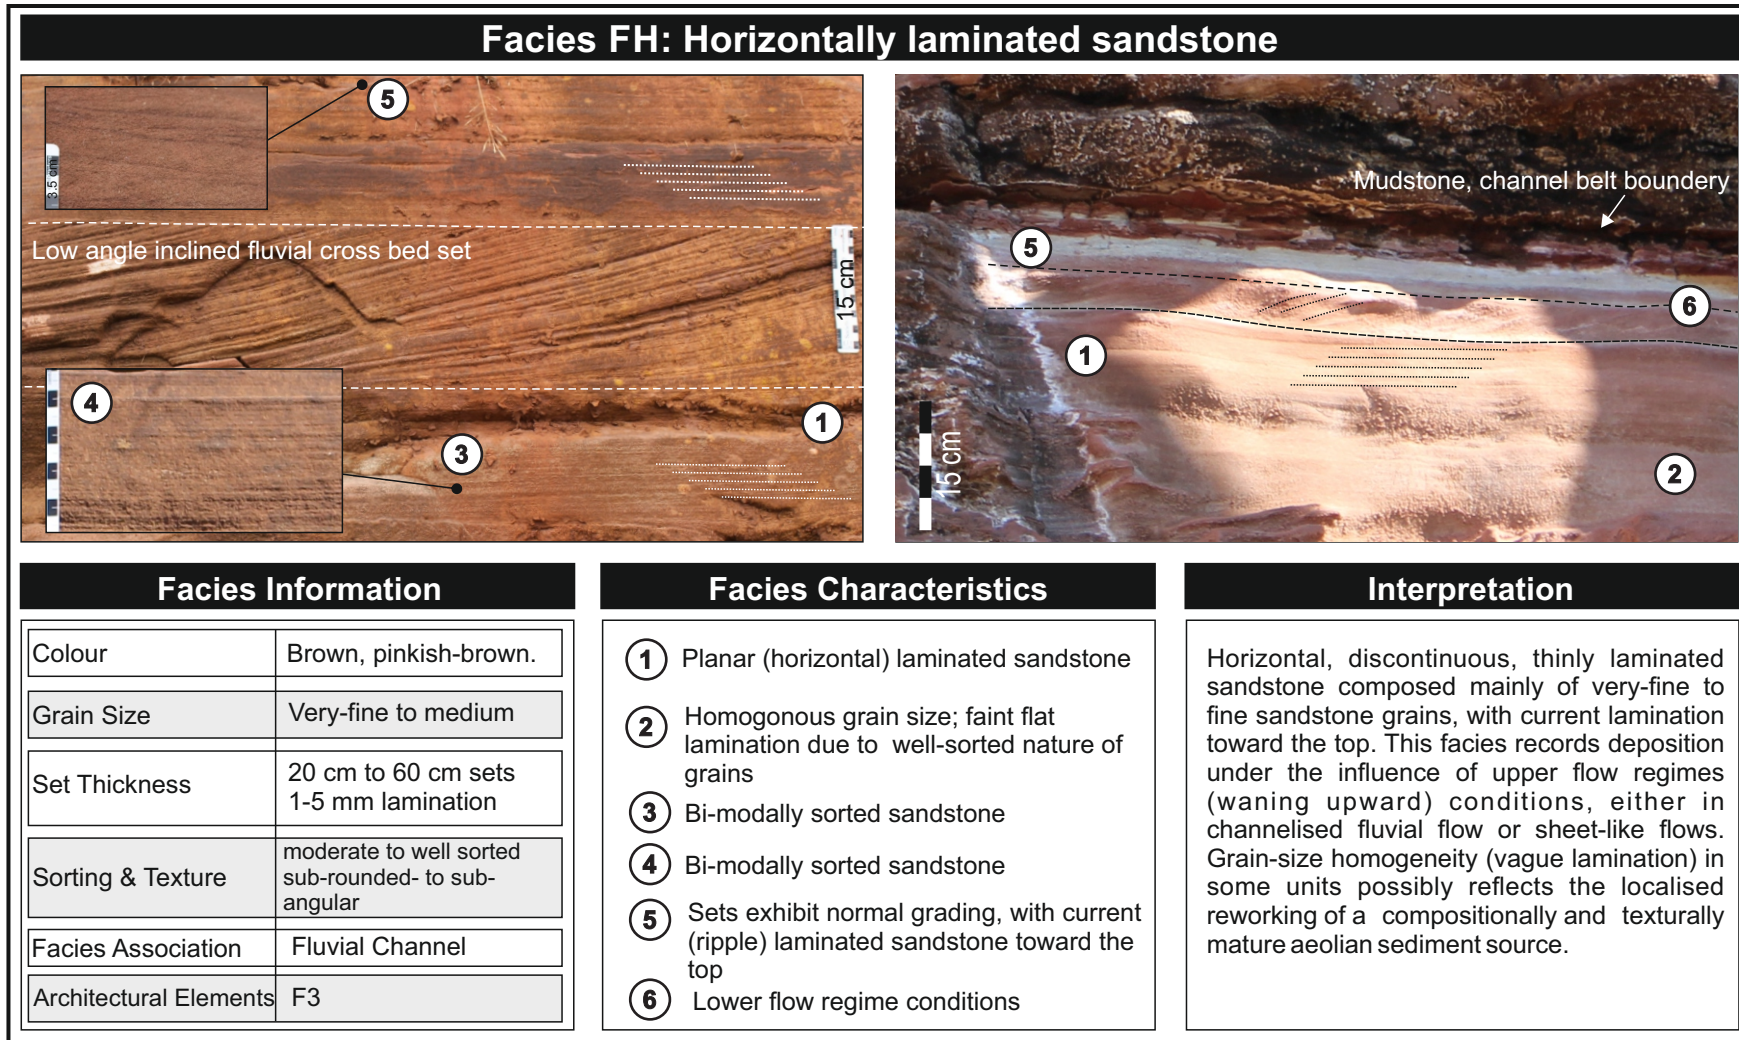 Facies FH: Horizontally laminated sandstone
5
3.5 cm
Low angle inclined fluvial cross bed set
15 cm
4
3
1
Mudstone, channel belt boundery
5
6
1
15 cm
2
Facies Information
Colour
Brown, pinkish-brown.
Grain Size
Very-fine to medium
Set Thickness
20 cm to 60 cm sets
1-5 mm lamination
Sorting & Texture
moderate to well sorted
sub-rounded- to sub-
angular
Facies Association
Fluvial Channel
Architectural Elements
F3
Facies Characteristics
1 Planar (horizontal) laminated sandstone
2 Homogonous grain size; faint flat
lamination due to well-sorted nature of
grains
3 Bi-modally sorted sandstone
4 Bi-modally sorted sandstone
5 Sets exhibit normal grading, with current
(ripple) laminated sandstone toward the
top
6 Lower flow regime conditions
Interpretation
Horizontal, discontinuous, thinly laminated
sandstone composed mainly of very-fine to
fine sandstone grains, with current lamination
toward the top. This facies records deposition
under the influence of upper flow regimes
(waning upward) conditions, either in
channelised fluvial flow or sheet-like flows.
Grain-size homogeneity (vague lamination) in
some units possibly reflects the localised
reworking of a compositionally and texturally
mature aeolian sediment source.